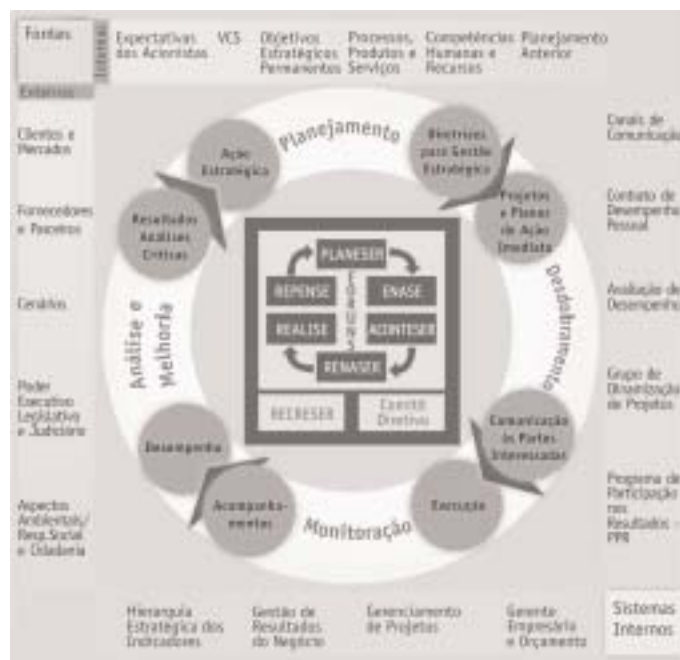 Fontes
Internas
Expectativas
dos Acionistas
VCS
Objetivos
Estratégicos
Permanentes
Processos,
Produtos e
Serviços
Competências
Humanas e
Recursos
Planejamento
Anterior
Externas
Clientes e
Mercados
Fornecedores
e Parceiros
Cenários
Poder
Executivo
Legislativo
e Judiciário
Aspectos
Ambientais/
Resp.Social
e Cidadania
Planejamento
Ação
Estratégica
Diretrizes
para Gestão
Estratégica
Resultados
Análises
Críticas
Projetos
e Planos
de Ação
Imediata
Análise e
Melhoria
Desdobramento
PLANESER
REPENSE
ENASE
REALISE
ACONTESER
RENASER
FÓRUNS
RECRESER
Comitê
Diretivo
Desempenho
Comunicação
às Partes
Interessadas
Acompanha-
mentos
Execução
Monitoração
Canais de
Comunicação
Contrato de
Desempenho
Pessoal
Avaliação de
Desempenho
Grupo de
Dinamização
de Projetos
Programa de
Participação
nos
Resultados -
PPR
Hierarquia
Estratégica dos
Indicadores
Gestão de
Resultados
do Negócio
Gerenciamento
de Projetos
Gerente
Empresário
e Orçamento
Sistemas
Internos